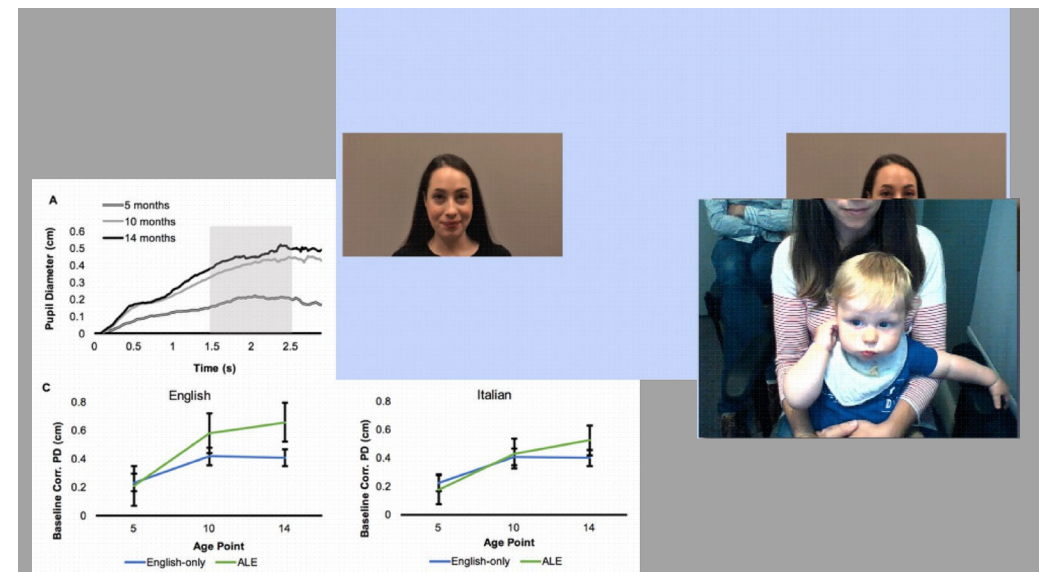 A
5 months
10 months
14 months
Pupil Diameter (cm)
0.6
0.5
0.4
0.3
0.2
0.1
0
0 0.5 1 1.5 2 2.5
Time (s)
C
English
Baseline Corr. PD (cm)
0.8
0.6
0.4
0.2
0
5 10 14
Age Point
English-only ALE
Italian
Baseline Corr. PD (cm)
0.8
0.6
0.4
0.2
0
5 10 14
Age Point
English-only ALE